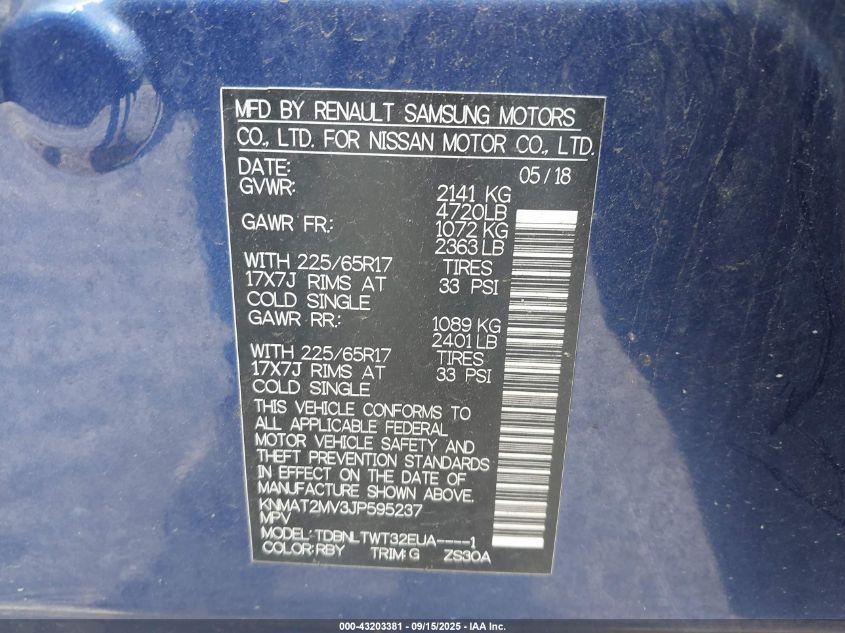 MFD BY RENAULT SAMSUNG MOTORS
CO., LTD. FOR NISSAN MOTOR CO., LTD.
DATE: 05/18
GVWR: 2141 KG
4720LB
GAWR FR.: 1072 KG
2363 LB
WITH 225/65R17 TIRES
17X7J RIMS AT 33 PSI
COLD SINGLE
GAWR RR.: 1089 KG
2401 LB
WITH 225/65R17 TIRES
17X7J RIMS AT 33 PSI
COLD SINGLE
THIS VEHICLE CONFORMS TO
ALL APPLICABLE FEDERAL
MOTOR VEHICLE SAFETY AND
THEFT PREVENTION STANDARDS
IN EFFECT ON THE DATE OF
MANUFACTURE SHOWN ABOVE.
KNMAT2MV3JP595237
MPV
MODEL: TDBNLTWT32EUA----1
COLOR: RBY TRIM: G ZS30A
000-43203381 - 09/15/2025 - IAA Inc.